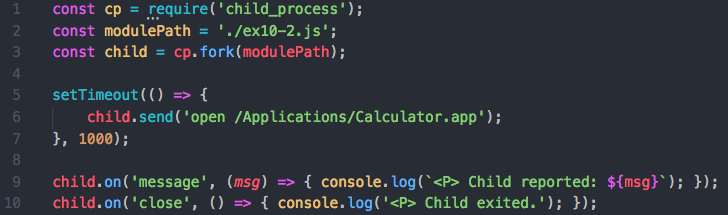 1 const cp = require('child_process');
2 const modulePath = './ex10-2.js';
3 const child = cp.fork(modulePath);
4
5 setTimeout(() => {
6     child.send('open /Applications/Calculator.app');
7 }, 1000);
8
9 child.on('message', (msg) => { console.log(`<P> Child reported: ${msg}`); });
10 child.on('close', () => { console.log('<P> Child exited.'); });